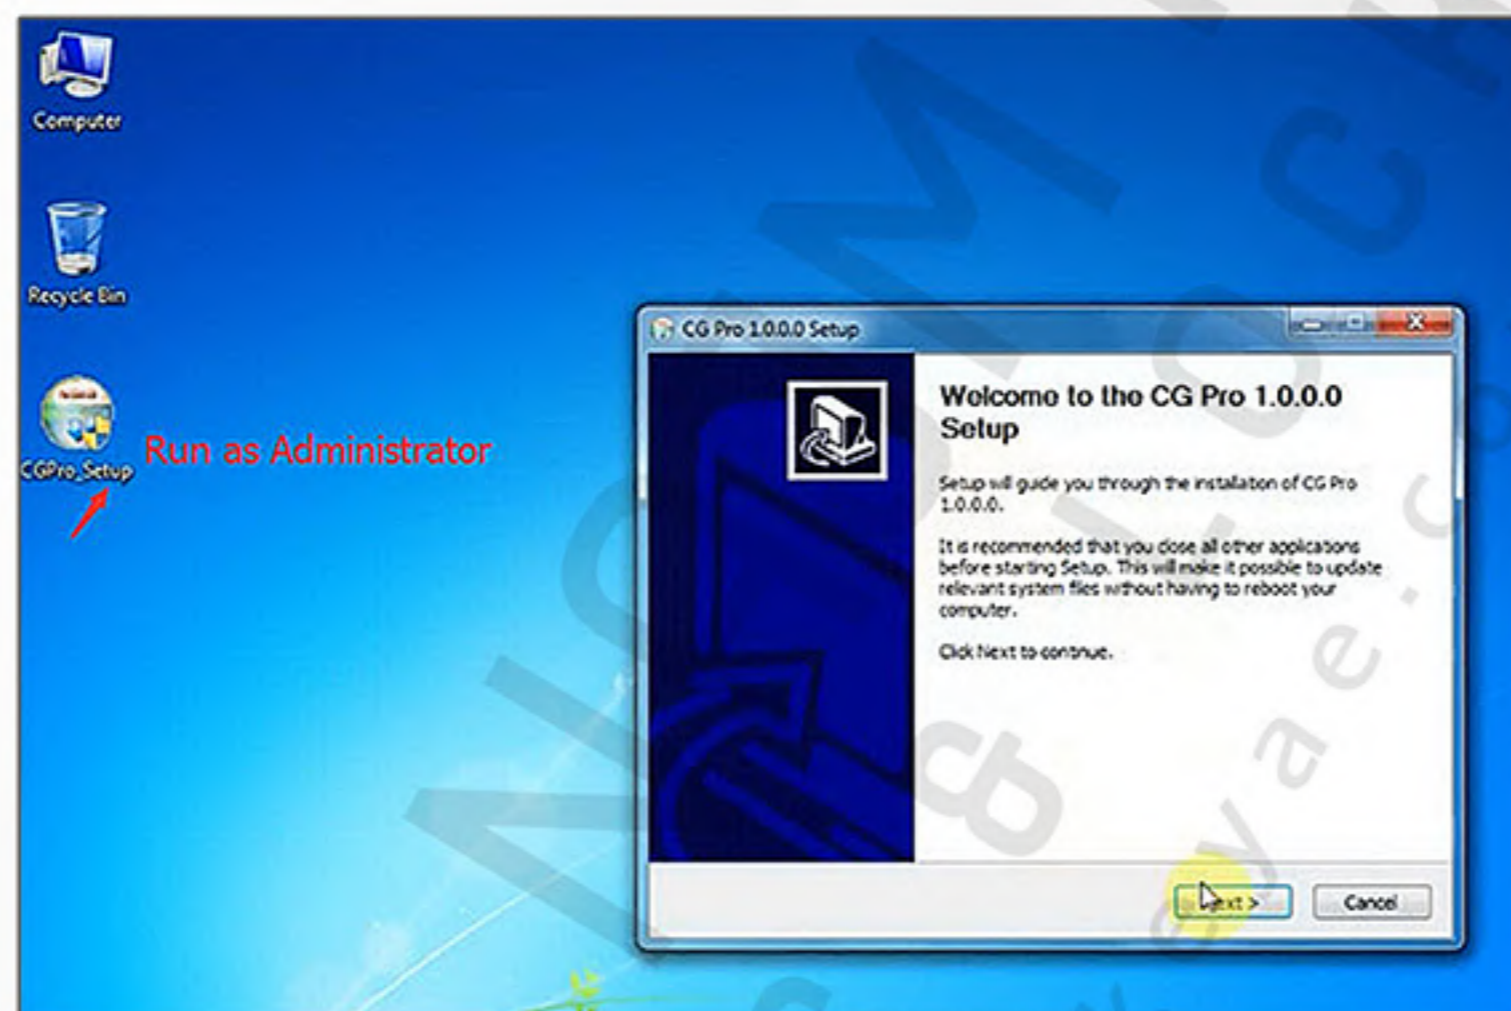 Computer
Recycle Bin
CGPro_Setup
Run as Administrator
CG Pro 1.0.0.0 Setup
Welcome to the CG Pro 1.0.0.0
Setup
Setup will guide you through the installation of CG Pro
1.0.0.0.
It is recommended that you close all other applications
before starting Setup. This will make it possible to update
relevant system files without having to reboot your
computer.
Click Next to continue.
Next >
Cancel